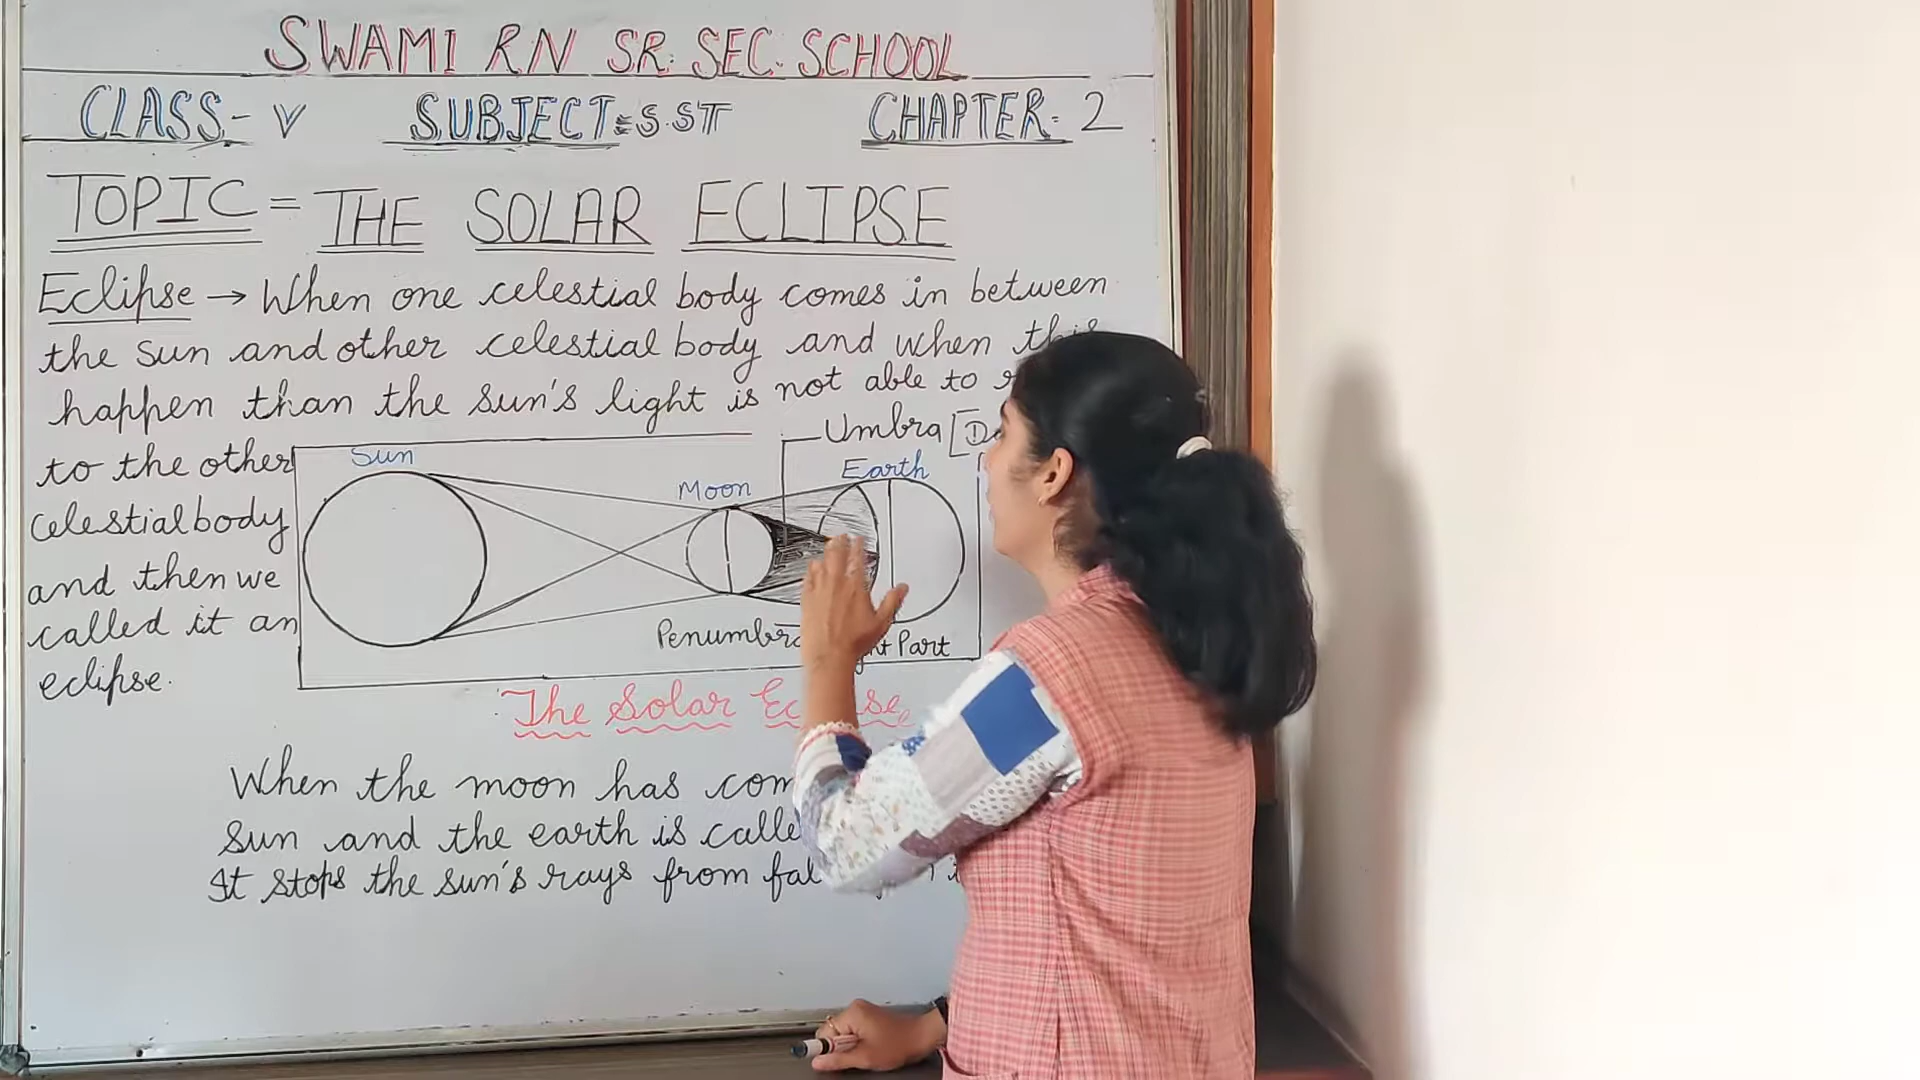 SWAMI RN SR. SEC. SCHOOL
CLASS - V SUBJECT = S.ST CHAPTER - 2
TOPIC = THE SOLAR ECLIPSE
Eclipse → When one celestial body comes in between
the sun and other celestial body and when this
happen than the sun's light is not able to
Umbra
to the other
Sun
Earth
Moon
celestial body
and then we
called it an
Penumbra Part
eclipse.
The Solar Eclipse
When the moon has
sun and the earth is
It stops the sun's rays from